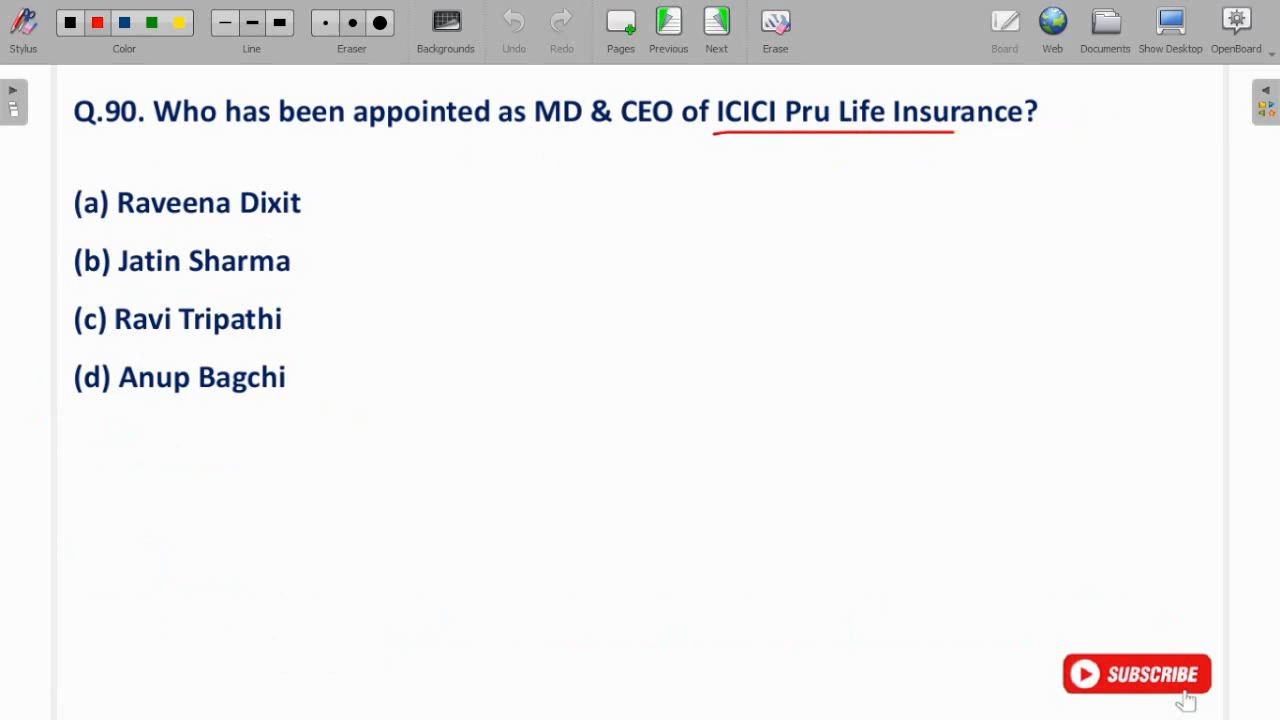 Stylus
Color
Line
Eraser
Backgrounds
Undo
Redo
Pages
Previous
Next
Erase
Board
Web
Documents
Show Desktop
OpenBoard
Q.90. Who has been appointed as MD & CEO of ICICI Pru Life Insurance?
(a) Raveena Dixit
(b) Jatin Sharma
(c) Ravi Tripathi
(d) Anup Bagchi
SUBSCRIBE